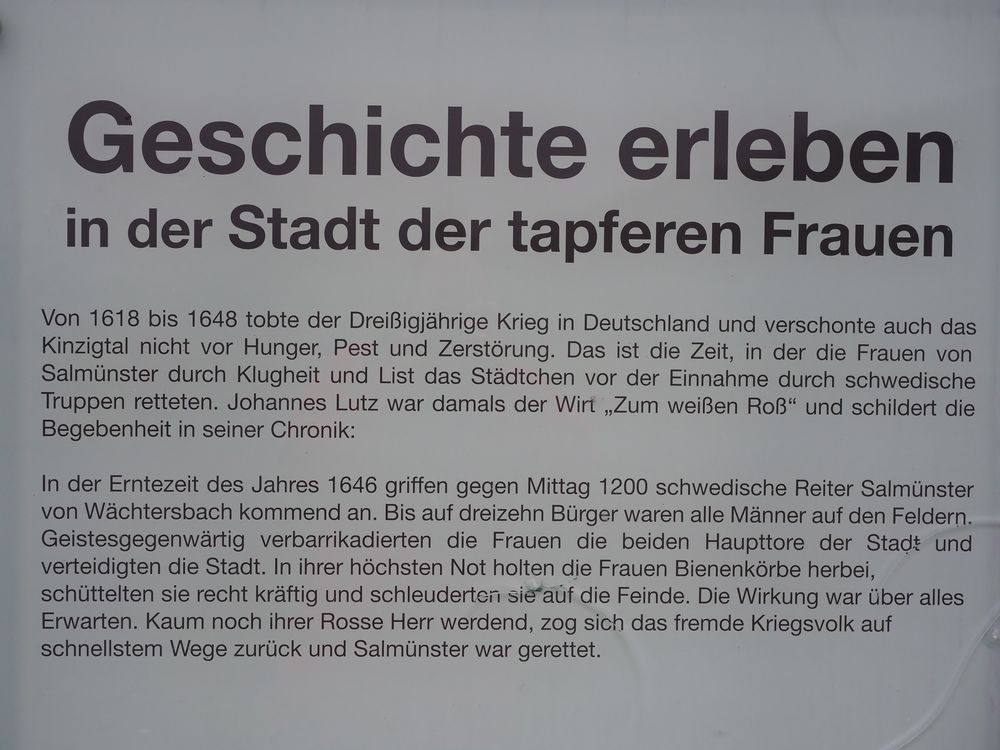 Geschichte erleben
in der Stadt der tapferen Frauen
Von 1618 bis 1648 tobte der Dreißigjährige Krieg in Deutschland und verschonte auch das
Kinzigtal nicht vor Hunger, Pest und Zerstörung. Das ist die Zeit, in der die Frauen von
Salmünster durch Klugheit und List das Städtchen vor der Einnahme durch schwedische
Truppen retteten. Johannes Lutz war damals der Wirt „Zum weißen Roß“ und schildert die
Begebenheit in seiner Chronik:
In der Erntezeit des Jahres 1646 griffen gegen Mittag 1200 schwedische Reiter Salmünster
von Wächtersbach kommend an. Bis auf dreizehn Bürger waren alle Männer auf den Feldern.
Geistesgegenwärtig verbarrikadierten die Frauen die beiden Haupttore der Stadt und
verteidigten die Stadt. In ihrer höchsten Not holten die Frauen Bienenkörbe herbei,
schüttelten sie recht kräftig und schleuderten sie auf die Feinde. Die Wirkung war über alles
Erwarten. Kaum noch ihrer Rosse Herr werdend, zog sich das fremde Kriegsvolk auf
schnellstem Wege zurück und Salmünster war gerettet.